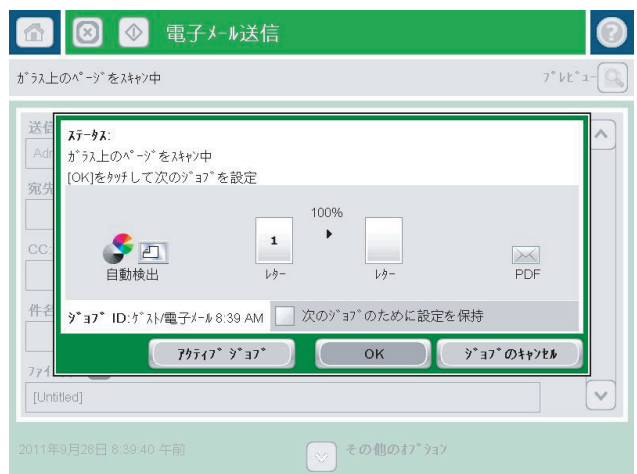 電子ﾒｰﾙ送信
ｶﾞﾗｽ上のﾍﾟｰｼﾞをｽｷｬﾝ中
ﾌﾟﾚﾋﾞｭｰ
送信
Adr
宛先
CC:
件名
ﾌｧｲ
[Untitled]
ｽﾃｰﾀｽ:
ｶﾞﾗｽ上のﾍﾟｰｼﾞをｽｷｬﾝ中
[OK]をﾀｯﾁして次のｼﾞｮﾌﾞを設定
100%
1
自動検出
ﾚﾀｰ
ﾚﾀｰ
PDF
ｼﾞｮﾌﾞ ID:ｹﾞｽﾄ/電子ﾒｰﾙ 8:39 AM
次のｼﾞｮﾌﾞのために設定を保持
ｱｸﾃｨﾌﾞ ｼﾞｮﾌﾞ
OK
ｼﾞｮﾌﾞのｷｬﾝｾﾙ
2011年9月28日 8:39:40 午前
その他のｵﾌﾟｼｮﾝ